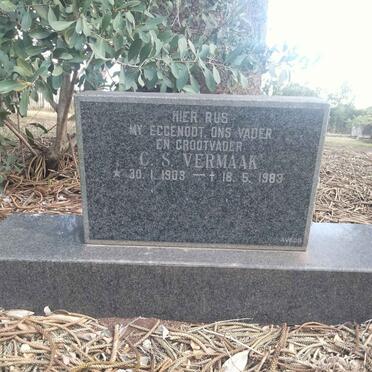 HIER RUS
MY EGGENOOT, ONS VADER
EN GROOTVADER
C. S. VERMAAK
* 30. 1. 1903 — † 18. 5. 1983